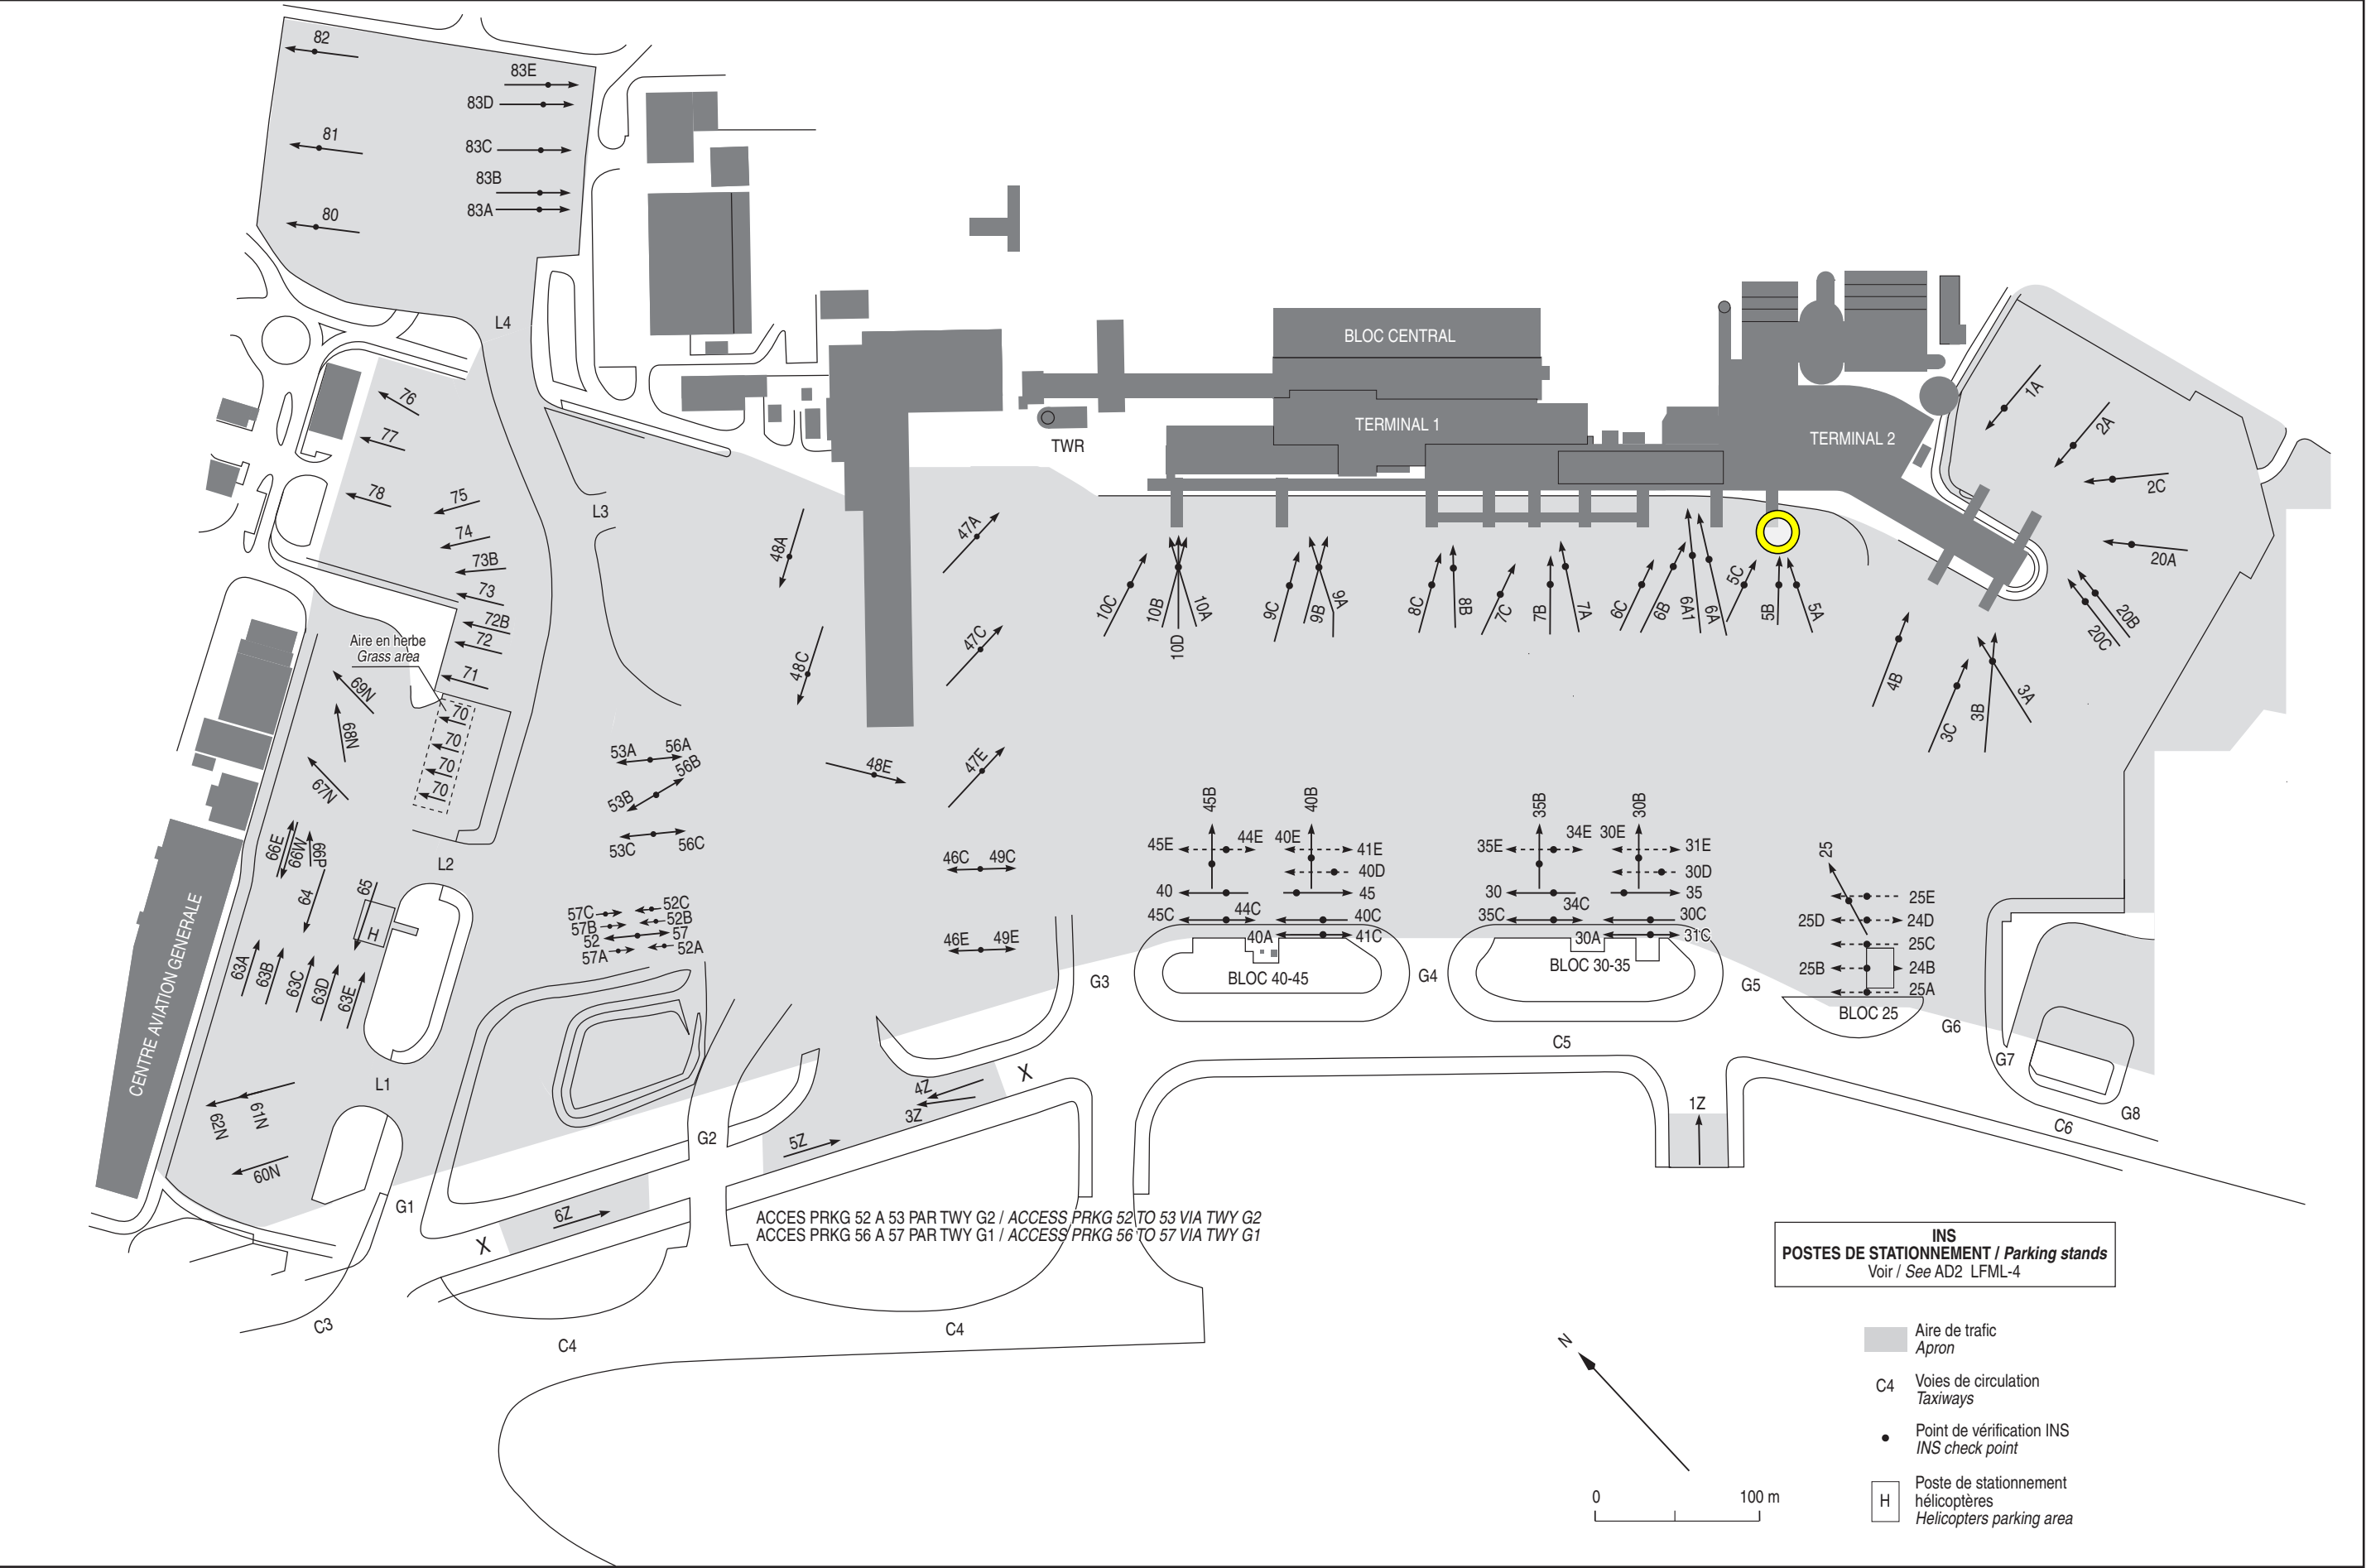 82
83E
83D
81
83C
83B
83A
80
L4
BLOC CENTRAL
TERMINAL 1
TERMINAL 2
TWR
1A
2A
2C
20A
20B
20C
76
77
78
75
74
73B
73
72B
72
71
L3
48A
47A
47C
48C
10C
10B
10D
10A
9C
9B
9A
8C
8B
7C
7B
7A
6C
6B
6A1
6A
5C
5B
5A
4B
3C
3B
3A
Aire en herbe
Grass area
69N
68N
67N
70
70
70
70
53A
56A
56B
53B
53C
56C
48E
47E
66E
66W
66P
64
65
H
L2
46C
49C
46E
49E
57C
52C
57B
52B
52
57
57A
52A
45B
40B
45E
44E
40E
41E
40D
40
45
45C
44C
40C
40A
41C
BLOC 40-45
35B
30B
35E
34E
30E
31E
30D
30
35
35C
34C
30C
30A
31C
BLOC 30-35
25
25E
25D
24D
25C
25B
24B
25A
BLOC 25
63A
63B
63C
63D
63E
CENTRE AVIATION GENERALE
G3
G4
G5
G6
G7
G8
C5
C6
L1
62N
61N
60N
G1
G2
X
4Z
3Z
5Z
6Z
X
1Z
ACCES PRKG 52 A 53 PAR TWY G2 / ACCESS PRKG 52 TO 53 VIA TWY G2
ACCES PRKG 56 A 57 PAR TWY G1 / ACCESS PRKG 56 TO 57 VIA TWY G1
C3
C4
C4
INS
POSTES DE STATIONNEMENT / Parking stands
Voir / See AD2 LFML-4
N
0 100 m
Aire de trafic
Apron
C4
Voies de circulation
Taxiways
Point de vérification INS
INS check point
H
Poste de stationnement
hélicoptères
Helicopters parking area